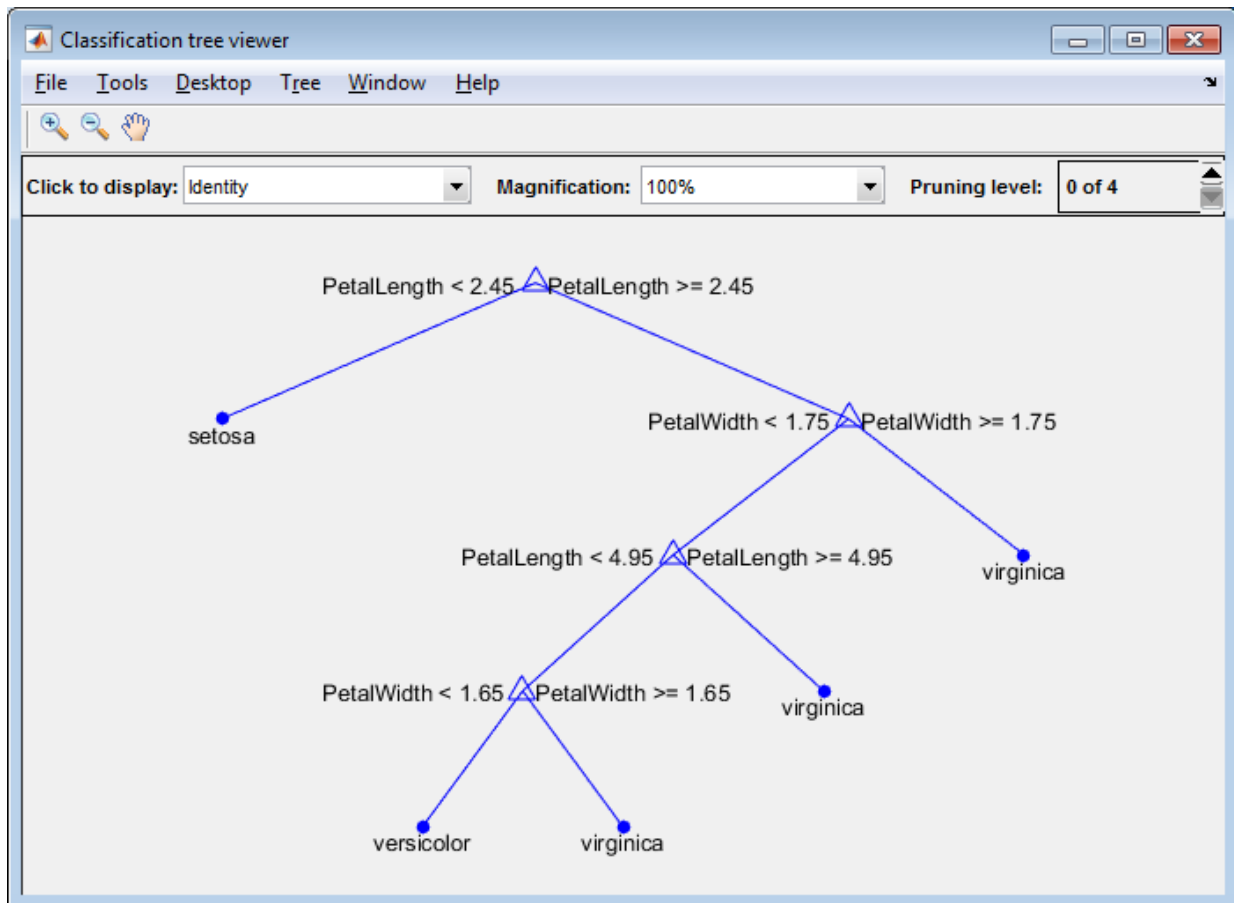 Classification tree viewer
File Tools Desktop Tree Window Help
Click to display: Identity Magnification: 100% Pruning level: 0 of 4
PetalLength < 2.45 PetalLength >= 2.45
setosa
PetalWidth < 1.75 PetalWidth >= 1.75
PetalLength < 4.95 PetalLength >= 4.95
virginica
PetalWidth < 1.65 PetalWidth >= 1.65
virginica
versicolor virginica